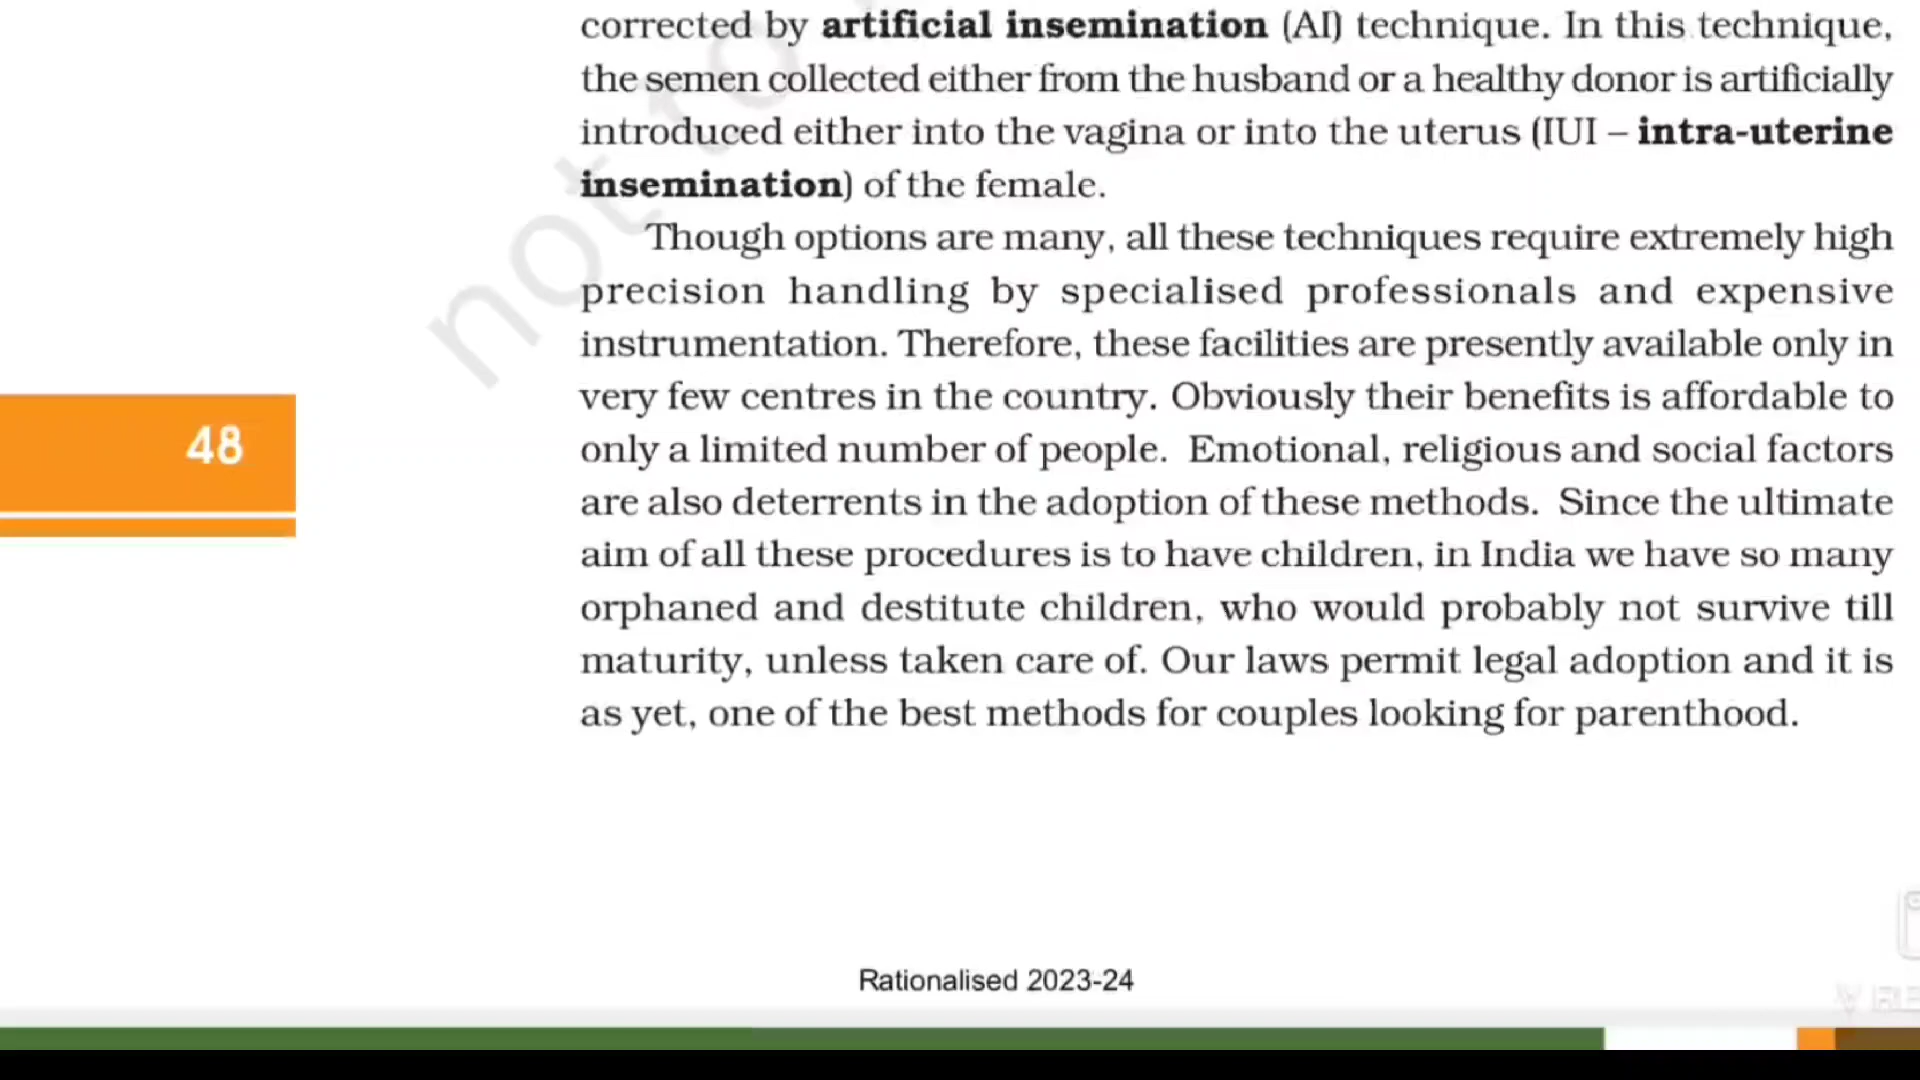 corrected by artificial insemination (AI) technique. In this technique,
the semen collected either from the husband or a healthy donor is artificially
introduced either into the vagina or into the uterus (IUI – intra-uterine
insemination) of the female.
Though options are many, all these techniques require extremely high
precision handling by specialised professionals and expensive
instrumentation. Therefore, these facilities are presently available only in
very few centres in the country. Obviously their benefits is affordable to
only a limited number of people. Emotional, religious and social factors
are also deterrents in the adoption of these methods. Since the ultimate
aim of all these procedures is to have children, in India we have so many
orphaned and destitute children, who would probably not survive till
maturity, unless taken care of. Our laws permit legal adoption and it is
as yet, one of the best methods for couples looking for parenthood.
48
not to
Rationalised 2023-24